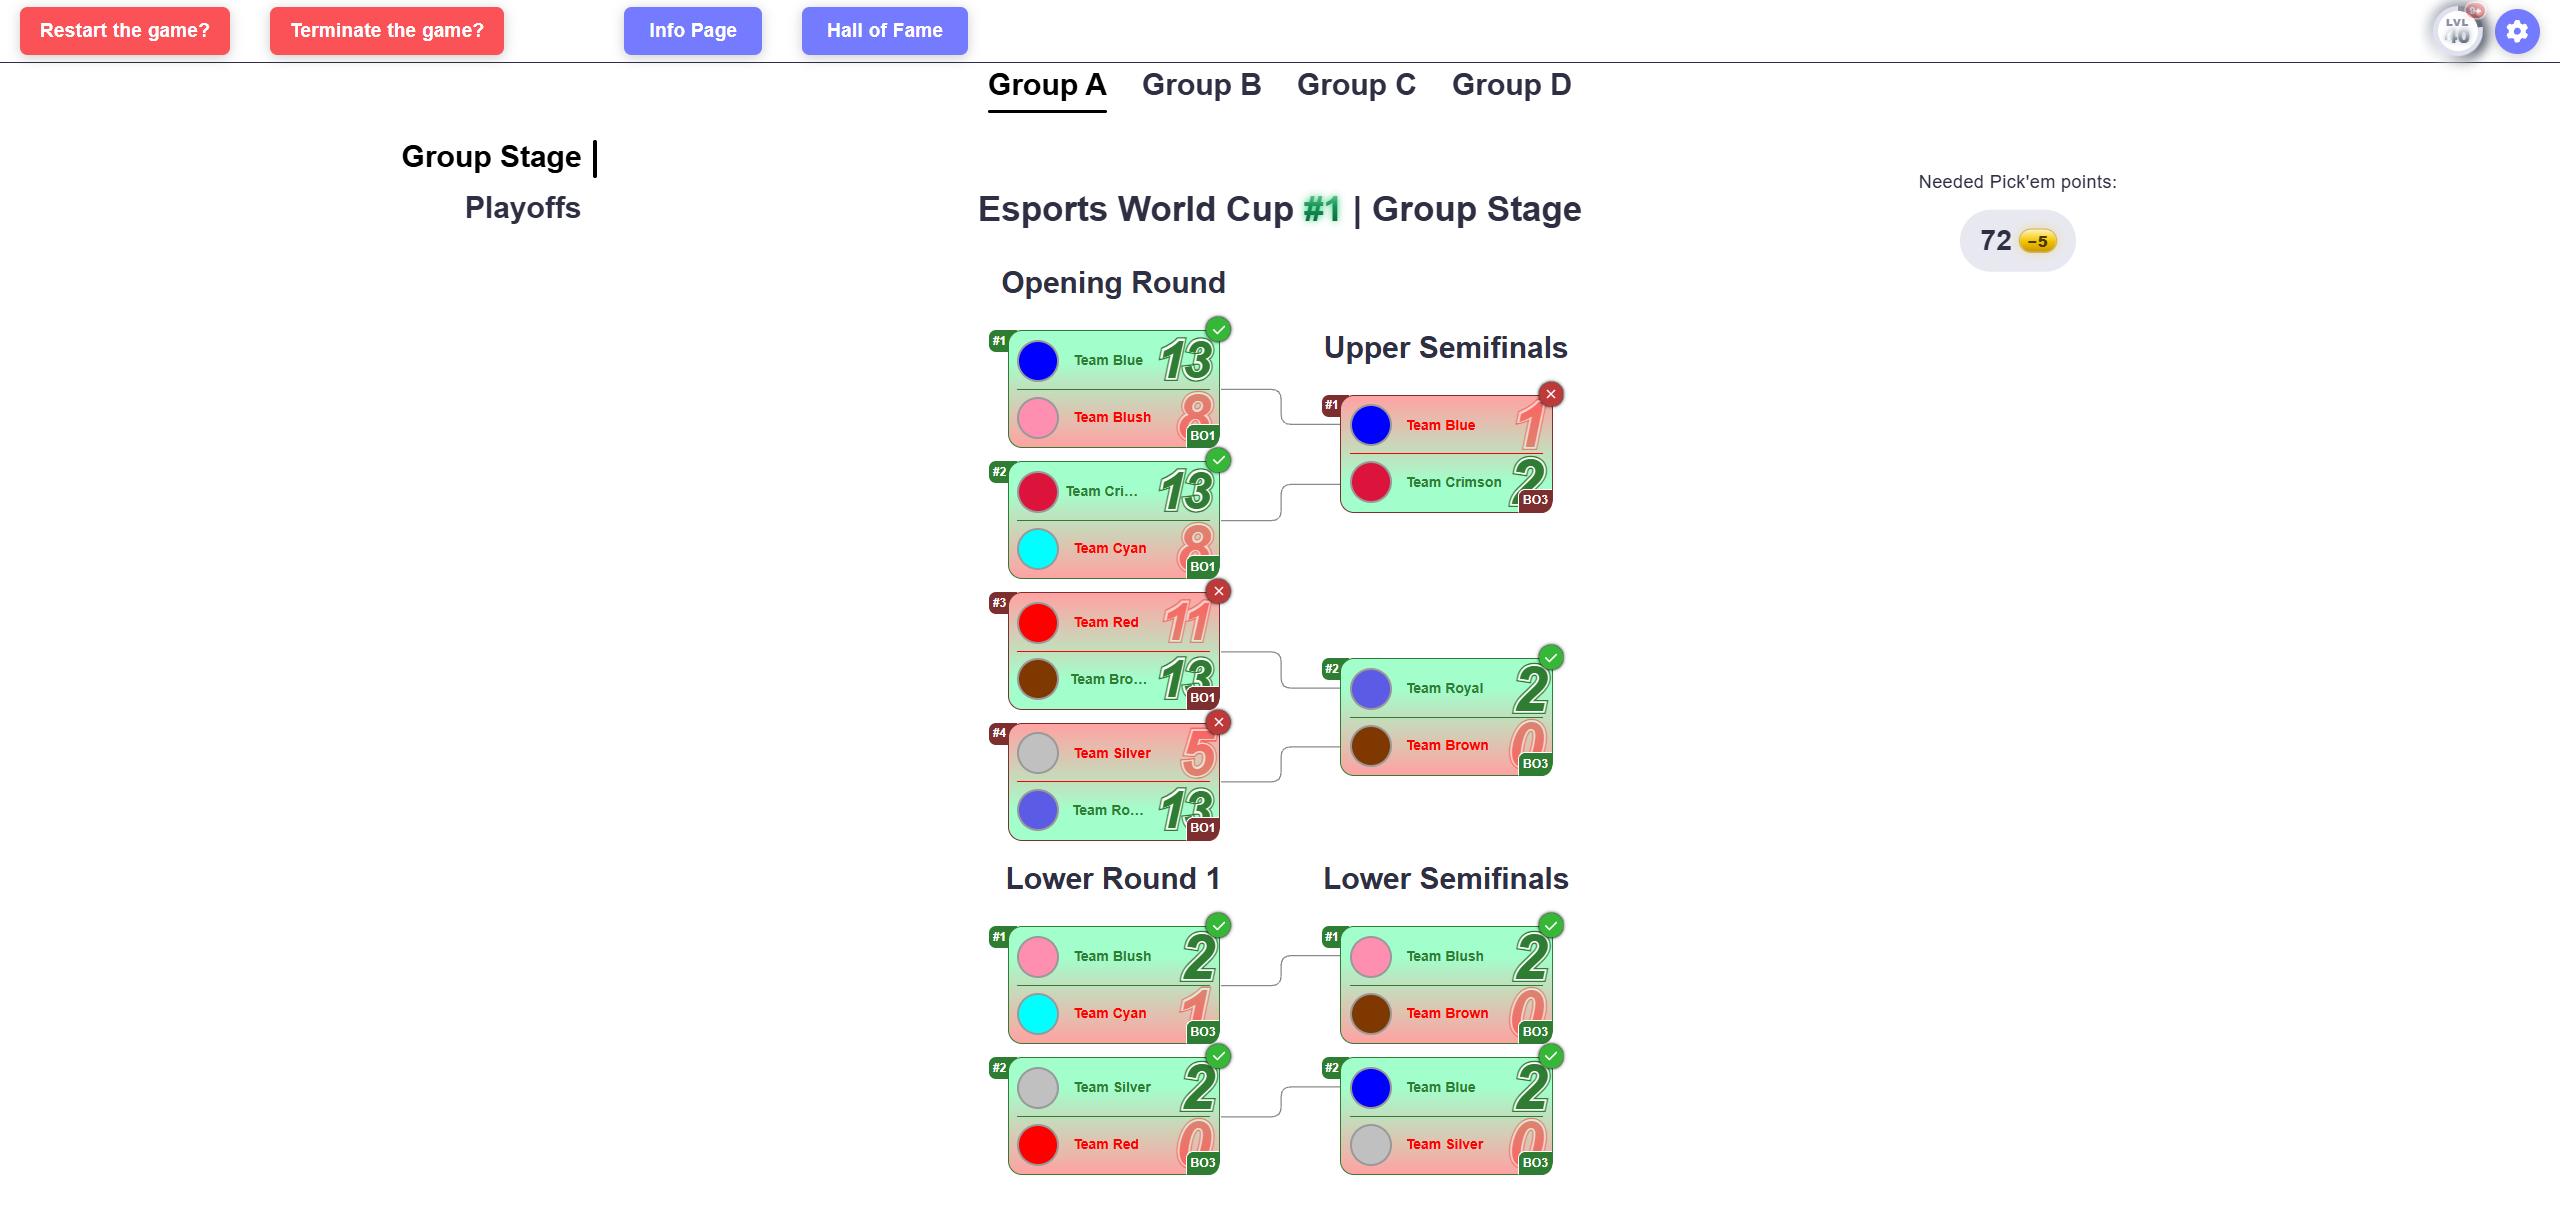 Restart the game?
Terminate the game?
Info Page
Hall of Fame
LVL
40
9+
Group A
Group B
Group C
Group D
Group Stage
Playoffs
Esports World Cup #1 | Group Stage
Needed Pick'em points:
72 −5
Opening Round
#1
Team Blue 13
Team Blush 8
BO1
#2
Team Cri... 13
Team Cyan 8
BO1
#3
Team Red 11
Team Bro... 13
BO1
#4
Team Silver 5
Team Ro... 13
BO1
Upper Semifinals
#1
Team Blue 1
Team Crimson 2
BO3
#2
Team Royal 2
Team Brown 0
BO3
Lower Round 1
#1
Team Blush 2
Team Cyan 1
BO3
#2
Team Silver 2
Team Red 0
BO3
Lower Semifinals
#1
Team Blush 2
Team Brown 0
BO3
#2
Team Blue 2
Team Silver 0
BO3